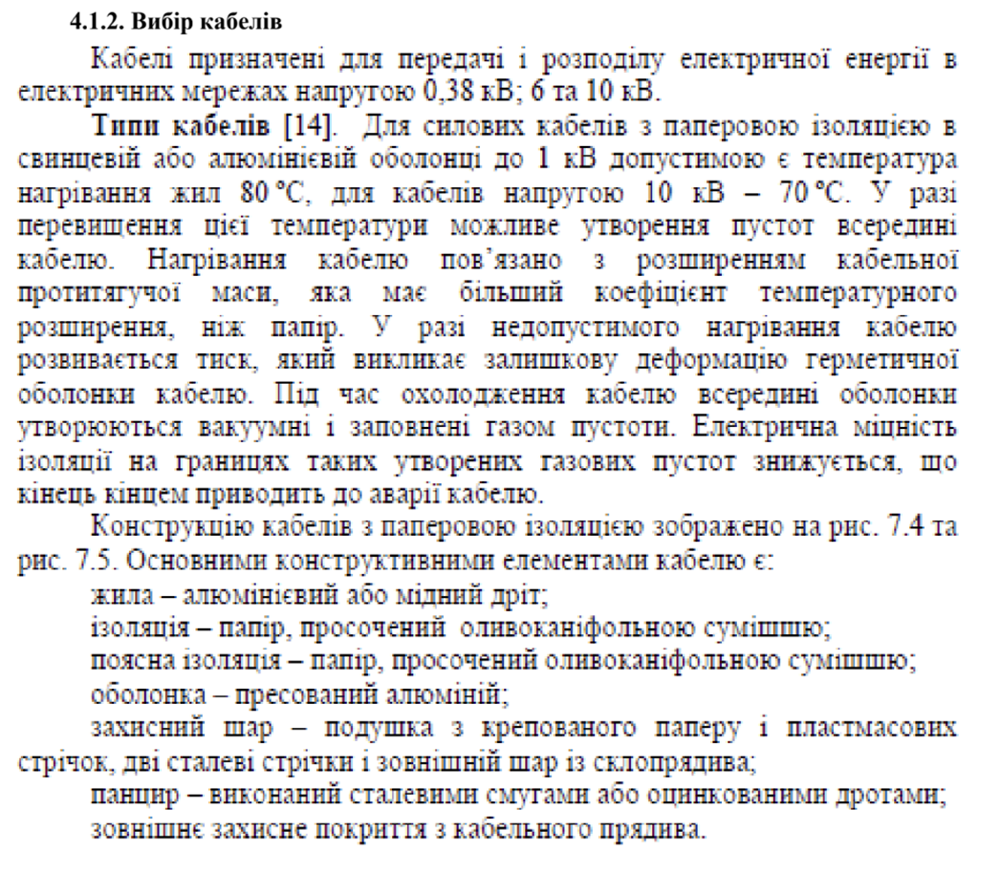 4.1.2. Вибір кабелів
Кабелі призначені для передачі і розподілу електричної енергії в
електричних мережах напругою 0,38 кВ; 6 та 10 кВ.
Типи кабелів [14]. Для силових кабелів з паперовою ізоляцією в
свинцевій або алюмінієвій оболонці до 1 кВ допустимою є температура
нагрівання жил 80 °С, для кабелів напругою 10 кВ – 70 °С. У разі
перевищення цієї температури можливе утворення пустот всередині
кабелю. Нагрівання кабелю пов’язано з розширенням кабельної
протитягучої маси, яка має більший коефіцієнт температурного
розширення, ніж папір. У разі недопустимого нагрівання кабелю
розвивається тиск, який викликає залишкову деформацію герметичної
оболонки кабелю. Під час охолодження кабелю всередині оболонки
утворюються вакуумні і заповнені газом пустоти. Електрична міцність
ізоляції на границях таких утворених газових пустот знижується, що
кінець кінцем приводить до аварії кабелю.
Конструкцію кабелів з паперовою ізоляцією зображено на рис. 7.4 та
рис. 7.5. Основними конструктивними елементами кабелю є:
жила – алюмінієвий або мідний дріт;
ізоляція – папір, просочений оливоканіфольною сумішшю;
поясна ізоляція – папір, просочений оливоканіфольною сумішшю;
оболонка – пресований алюміній;
захисний шар – подушка з крепованого паперу і пластмасових
стрічок, дві сталеві стрічки і зовнішній шар із склопрядива;
панцир – виконаний сталевими смугами або оцинкованими дротами;
зовнішнє захисне покриття з кабельного прядива.